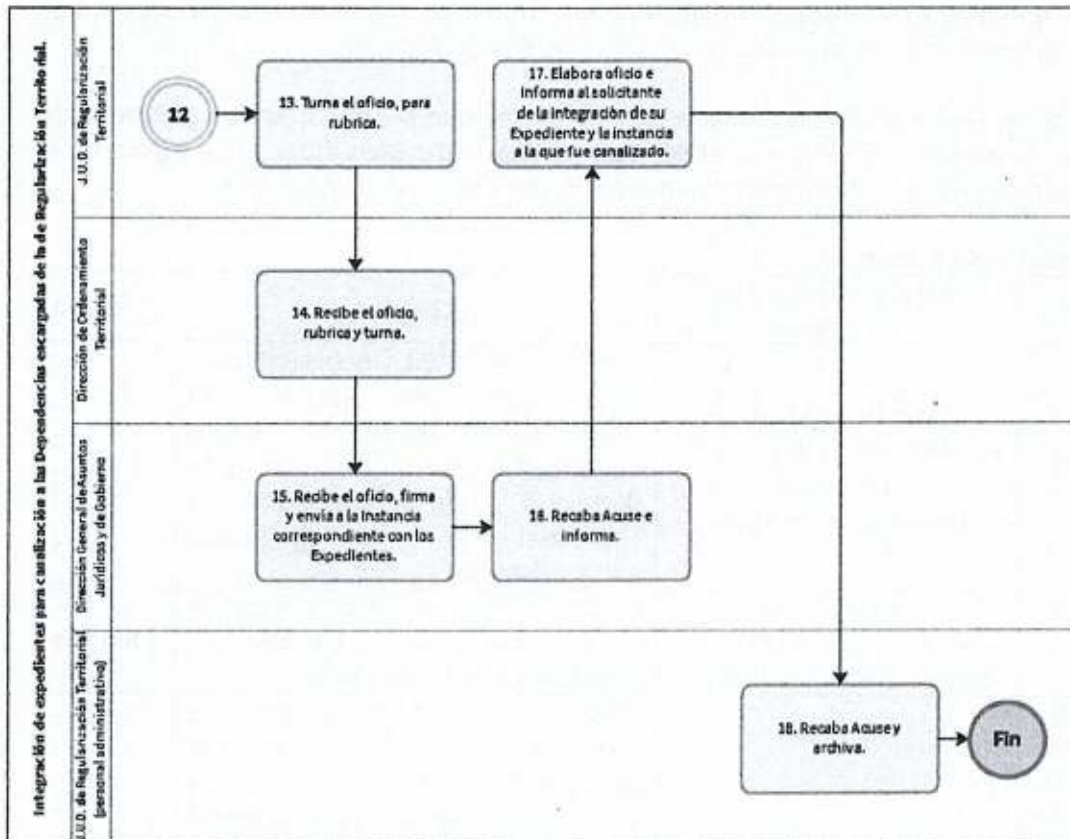 Integración de expedientes para canalización a las Dependencias encargadas de la de Regularización Territorial.
J.U.D. de Regularización
Territorial
12
13. Turna el oficio, para
rubrica.
17. Elabora oficio e
informa al solicitante
de la integración de su
Expediente y la instancia
a la que fue canalizado.
Dirección de Ordenamiento
Territorial
14. Recibe el oficio,
rubrica y turna.
Dirección General de Asuntos
Jurídicos y de Gobierno
15. Recibe el oficio, firma
y envía a la Instancia
correspondiente con los
Expedientes.
16. Recaba Acuse e
informa.
J.U.D. de Regularización Territorial
(personal administrativo)
18. Recaba Acuse y
archiva.
Fin